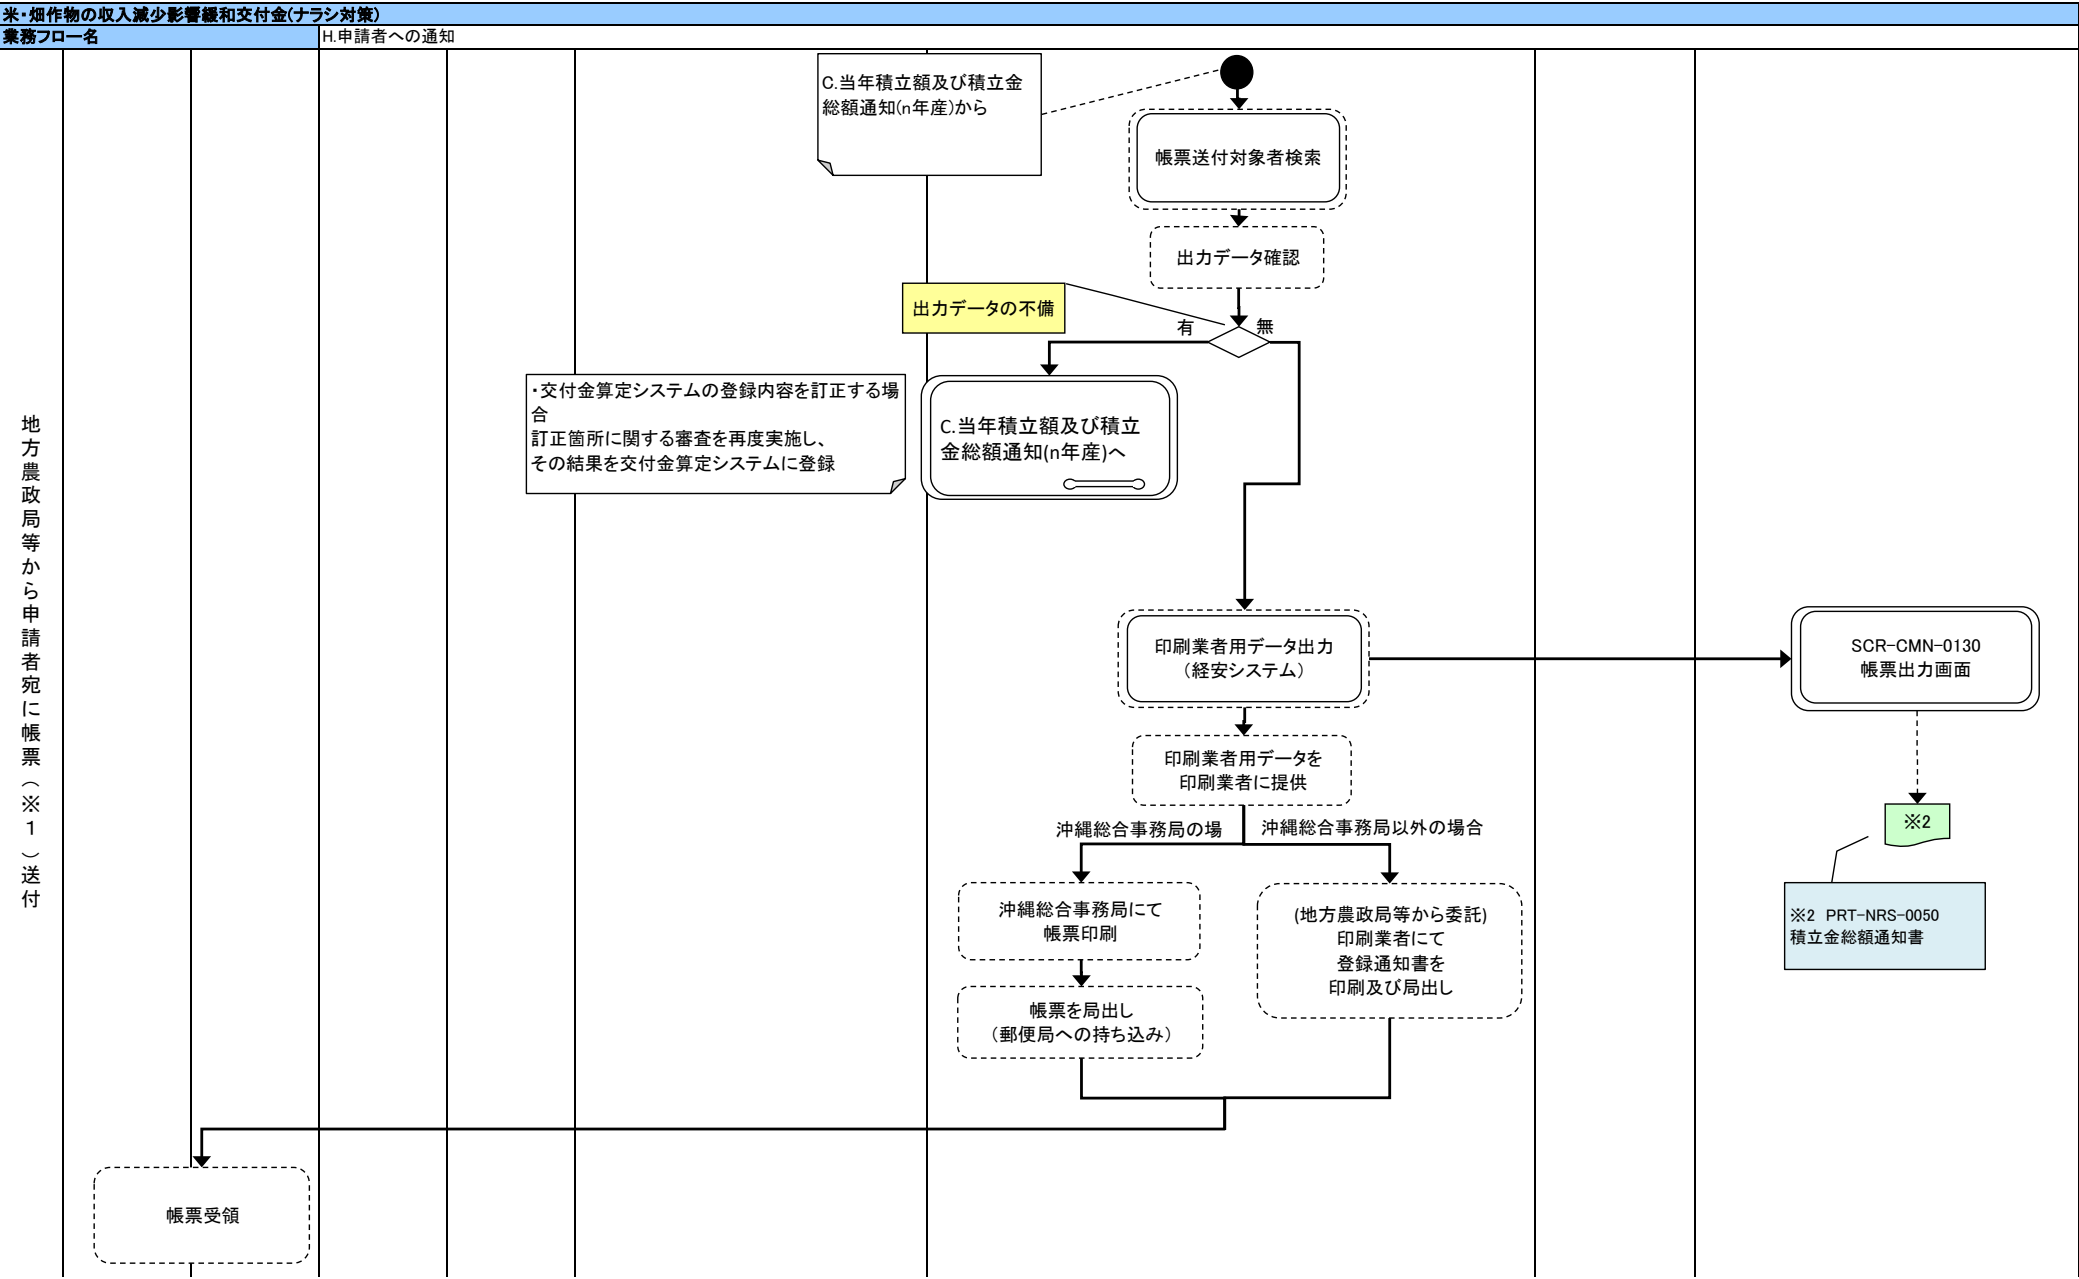 米・畑作物の収入減少影響緩和交付金(ナラシ対策)
業務フロー名
H.申請者への通知
C.当年積立額及び積立金
総額通知(n年産)から
帳票送付対象者検索
出力データ確認
出力データの不備
有
無
・交付金算定システムの登録内容を訂正する場
合
訂正箇所に関する審査を再度実施し、
その結果を交付金算定システムに登録
C.当年積立額及び積立
金総額通知(n年産)へ
地方農政局等から申請者宛に帳票(※1)送付
印刷業者用データ出力
（経安システム）
SCR-CMN-0130
帳票出力画面
印刷業者用データを
印刷業者に提供
沖縄総合事務局の場
沖縄総合事務局以外の場合
※2
沖縄総合事務局にて
帳票印刷
(地方農政局等から委託)
印刷業者にて
登録通知書を
印刷及び局出し
※2 PRT-NRS-0050
積立金総額通知書
帳票を局出し
（郵便局への持ち込み）
帳票受領